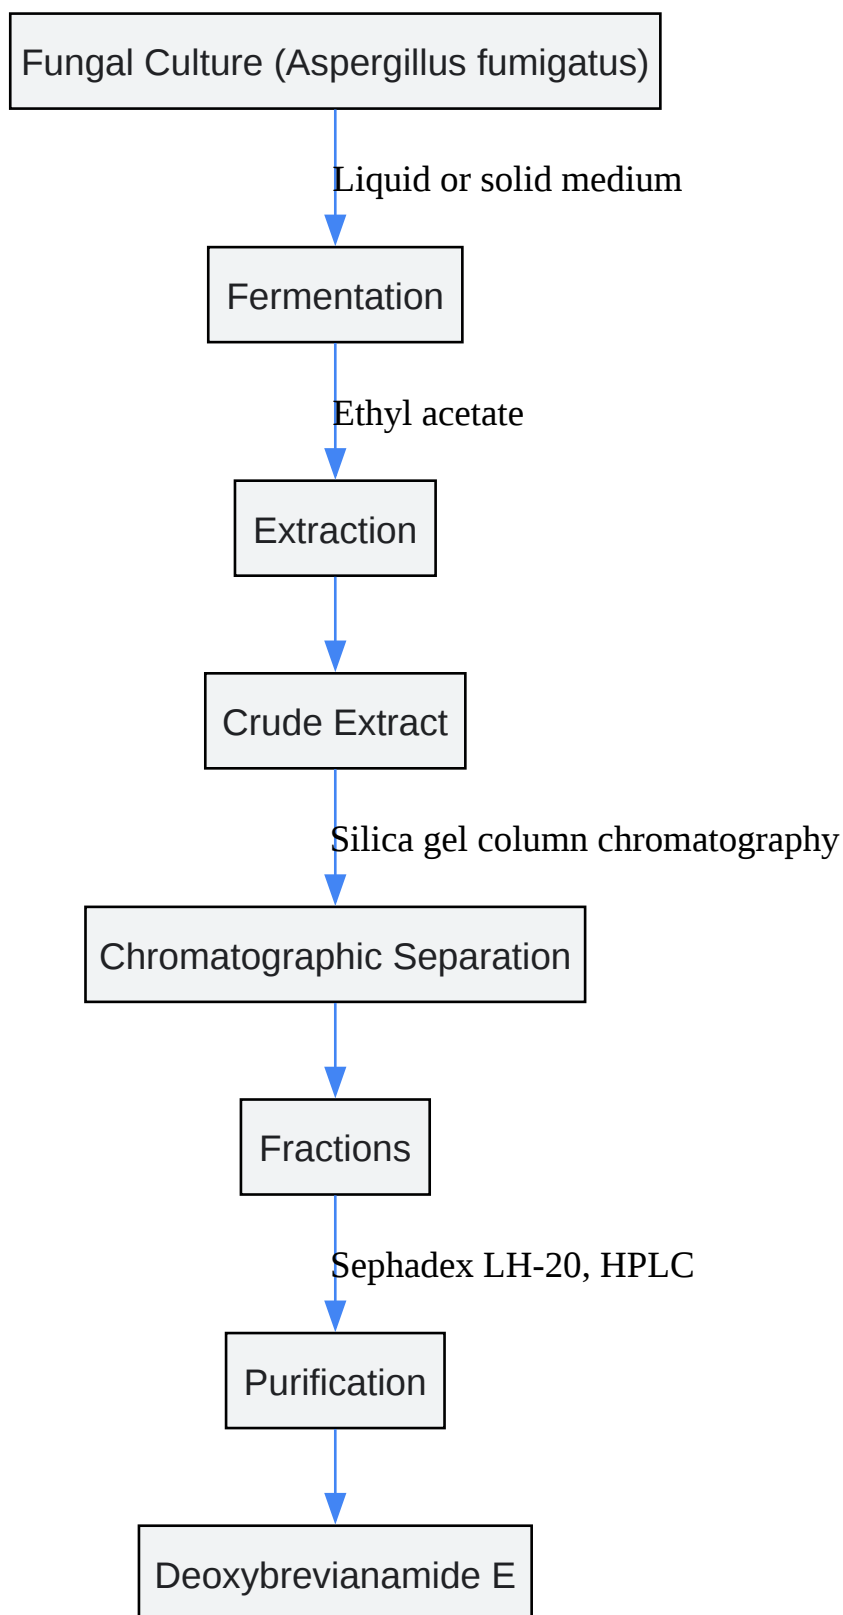 Fungal Culture (Aspergillus fumigatus)
Liquid or solid medium
Fermentation
Ethyl acetate
Extraction
Crude Extract
Silica gel column chromatography
Chromatographic Separation
Fractions
Sephadex LH-20, HPLC
Purification
Deoxybrevianamide E